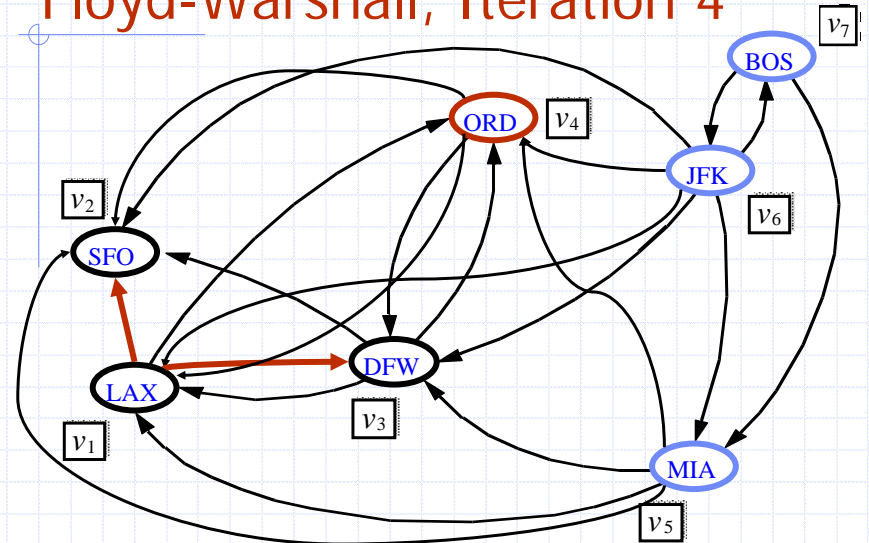 Floyd-Warshall, Iteration 4
v7
BOS
ORD
v4
JFK
v2
v6
SFO
DFW
LAX
v3
v1
MIA
v5